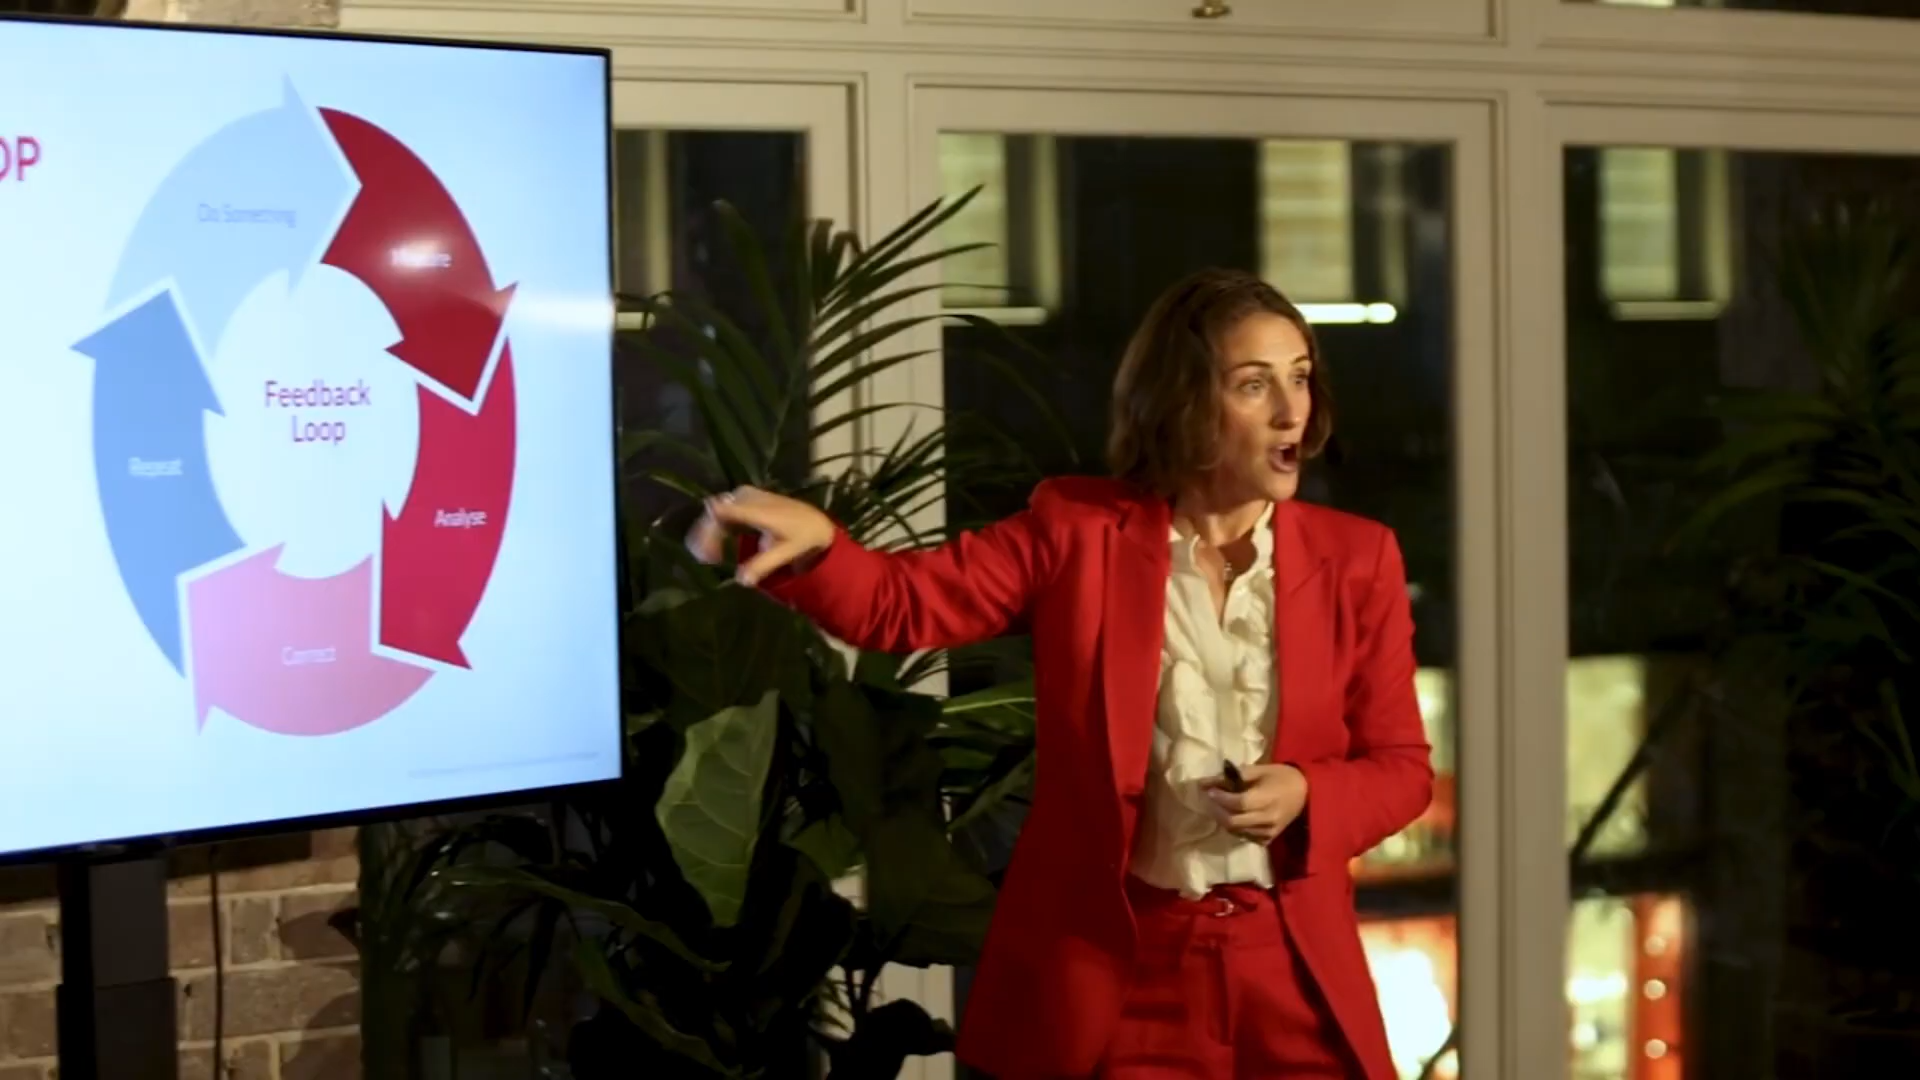 OP
Do Something
Measure
Feedback
Loop
Repeat
Analyse
Correct